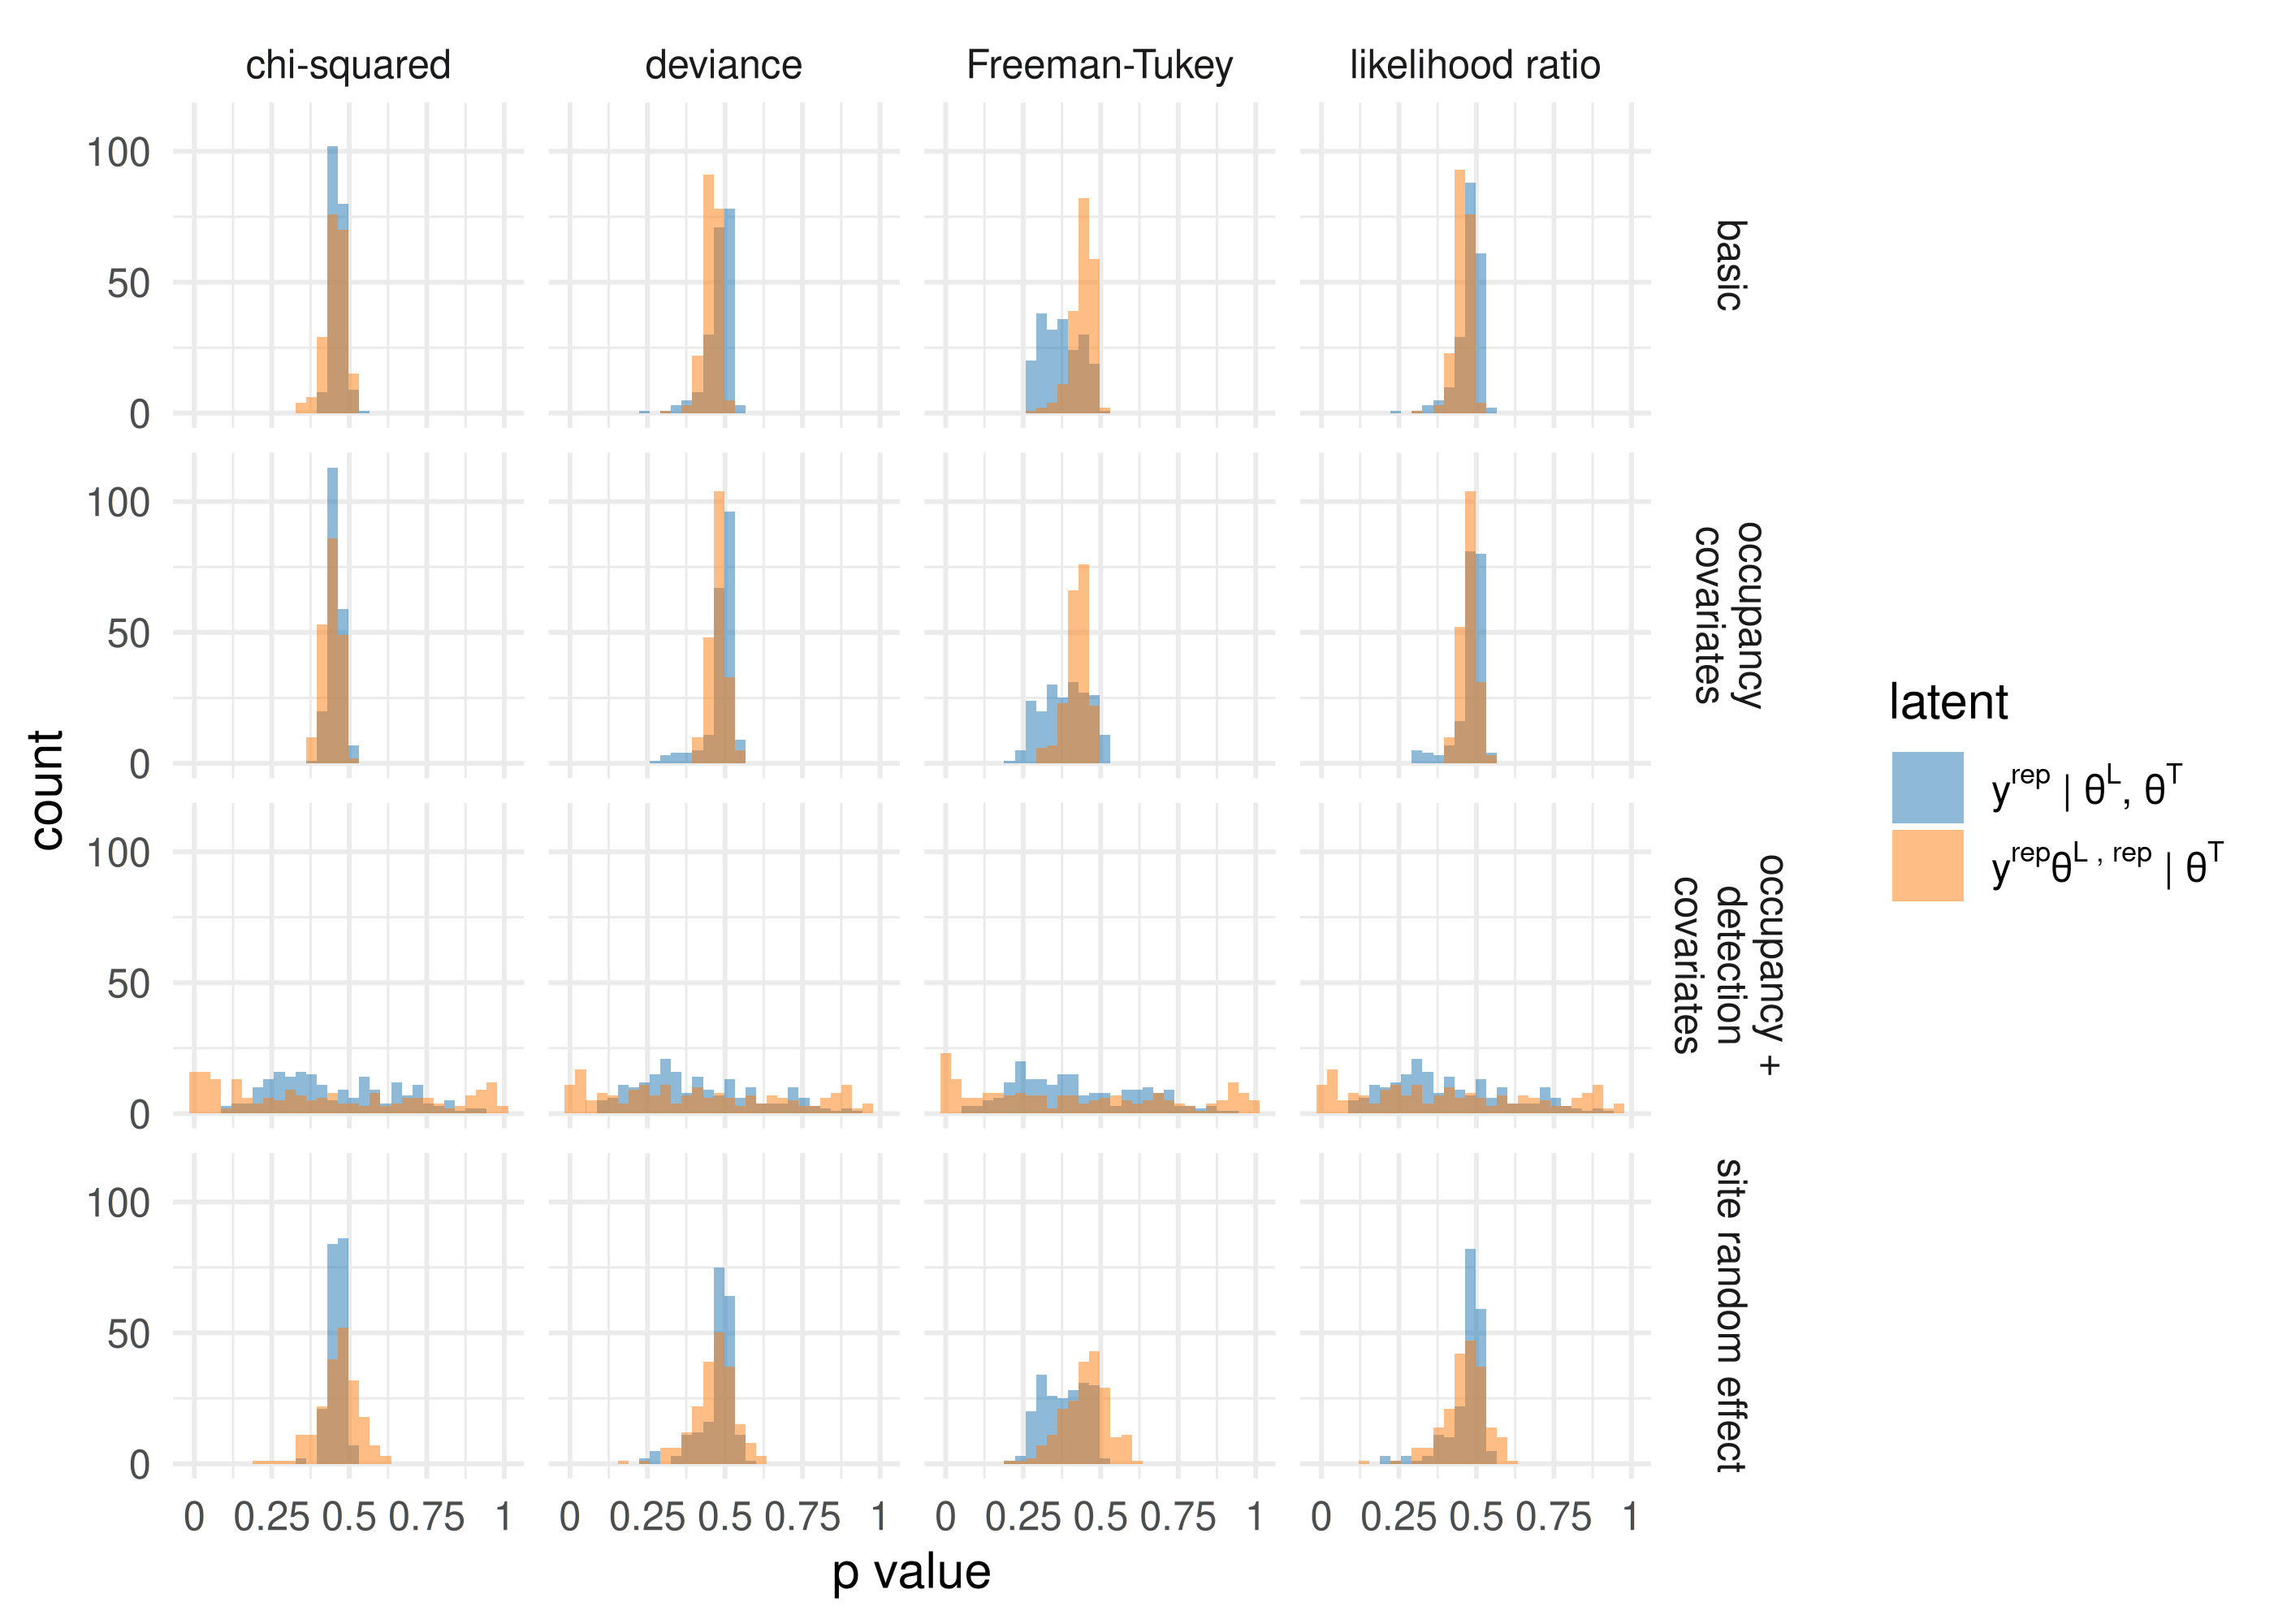 chi-squared deviance Freeman-Tukey likelihood ratio
100
50
0
basic
100
50
0
occupancy
covariates
100
50
0
occupancy +
detection
covariates
100
50
0
site random effect
0 0.25 0.5 0.75 1 0 0.25 0.5 0.75 1 0 0.25 0.5 0.75 1 0 0.25 0.5 0.75 1
p value
count
latent
y^rep | θ^L, θ^T
y^rep θ^L, rep | θ^T